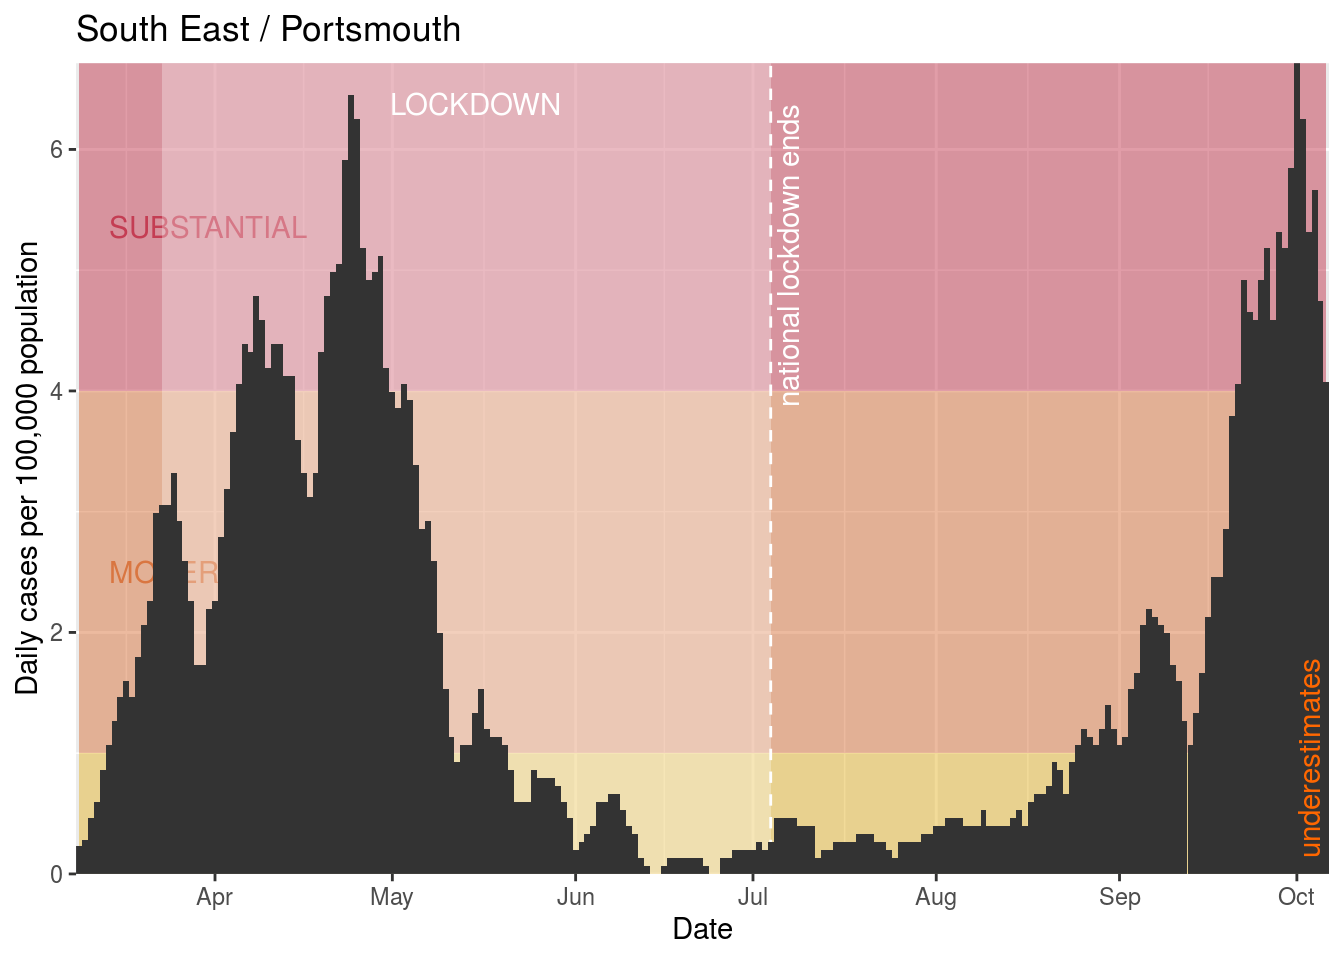 South East / Portsmouth
LOCKDOWN
SUBSTANTIAL
national lockdown ends
underestimates
Daily cases per 100,000 population
6
4
2
0
Apr
May
Jun
Jul
Aug
Sep
Oct
Date